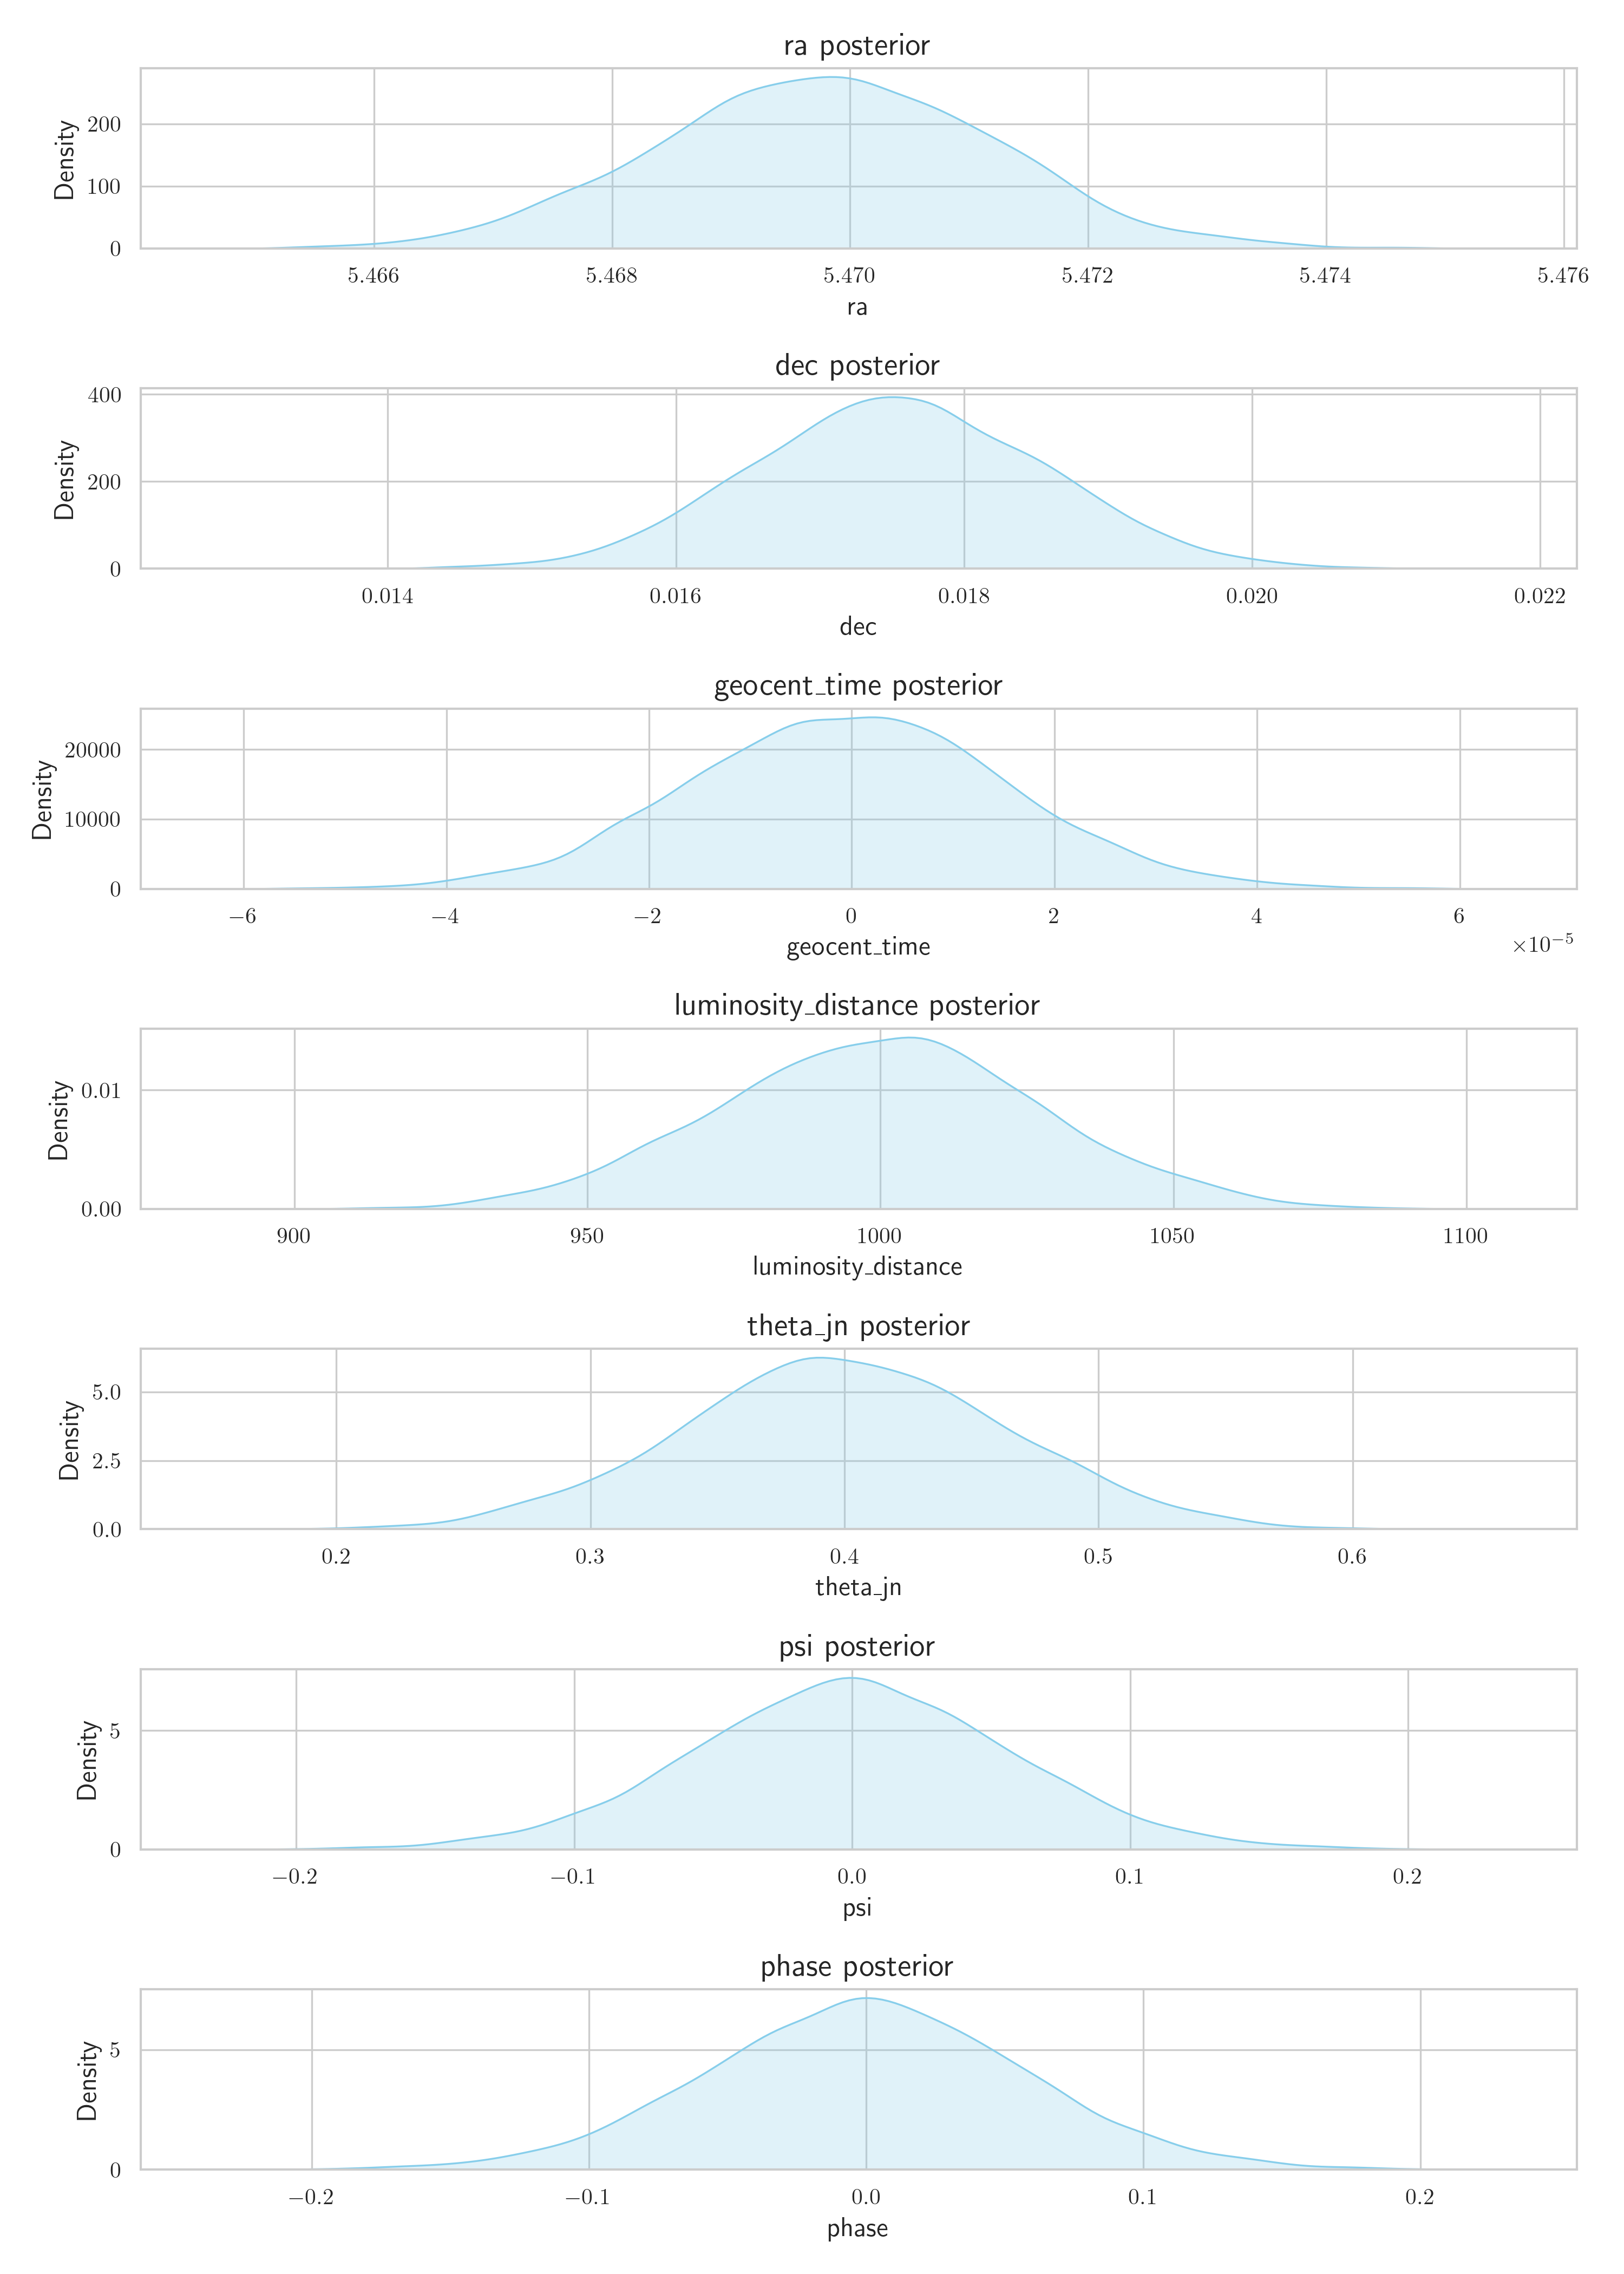 ra posterior
Density
200
100
0
5.466 5.468 5.470 5.472 5.474 5.476
ra
dec posterior
Density
400
200
0
0.014 0.016 0.018 0.020 0.022
dec
geocent_time posterior
Density
20000
10000
0
−6 −4 −2 0 2 4 6
geocent_time
×10⁻⁵
luminosity_distance posterior
Density
0.01
0.00
900 950 1000 1050 1100
luminosity_distance
theta_jn posterior
Density
5.0
2.5
0.0
0.2 0.3 0.4 0.5 0.6
theta_jn
psi posterior
Density
5
0
−0.2 −0.1 0.0 0.1 0.2
psi
phase posterior
Density
5
0
−0.2 −0.1 0.0 0.1 0.2
phase